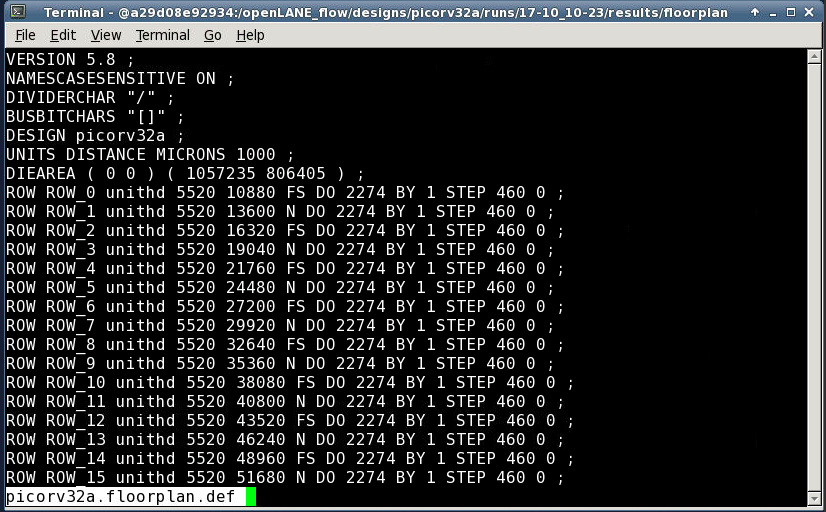 Terminal - @a29d08e92934:/openLANE_flow/designs/picorv32a/runs/17-10_10-23/results/floorplan
File Edit View Terminal Go Help
VERSION 5.8 ;
NAMESCASESENSITIVE ON ;
DIVIDERCHAR "/" ;
BUSBITCHARS "[]" ;
DESIGN picorv32a ;
UNITS DISTANCE MICRONS 1000 ;
DIEAREA ( 0 0 ) ( 1057235 806405 ) ;
ROW ROW_0 unithd 5520 10880 FS DO 2274 BY 1 STEP 460 0 ;
ROW ROW_1 unithd 5520 13600 N DO 2274 BY 1 STEP 460 0 ;
ROW ROW_2 unithd 5520 16320 FS DO 2274 BY 1 STEP 460 0 ;
ROW ROW_3 unithd 5520 19040 N DO 2274 BY 1 STEP 460 0 ;
ROW ROW_4 unithd 5520 21760 FS DO 2274 BY 1 STEP 460 0 ;
ROW ROW_5 unithd 5520 24480 N DO 2274 BY 1 STEP 460 0 ;
ROW ROW_6 unithd 5520 27200 FS DO 2274 BY 1 STEP 460 0 ;
ROW ROW_7 unithd 5520 29920 N DO 2274 BY 1 STEP 460 0 ;
ROW ROW_8 unithd 5520 32640 FS DO 2274 BY 1 STEP 460 0 ;
ROW ROW_9 unithd 5520 35360 N DO 2274 BY 1 STEP 460 0 ;
ROW ROW_10 unithd 5520 38080 FS DO 2274 BY 1 STEP 460 0 ;
ROW ROW_11 unithd 5520 40800 N DO 2274 BY 1 STEP 460 0 ;
ROW ROW_12 unithd 5520 43520 FS DO 2274 BY 1 STEP 460 0 ;
ROW ROW_13 unithd 5520 46240 N DO 2274 BY 1 STEP 460 0 ;
ROW ROW_14 unithd 5520 48960 FS DO 2274 BY 1 STEP 460 0 ;
ROW ROW_15 unithd 5520 51680 N DO 2274 BY 1 STEP 460 0 ;
picorv32a.floorplan.def